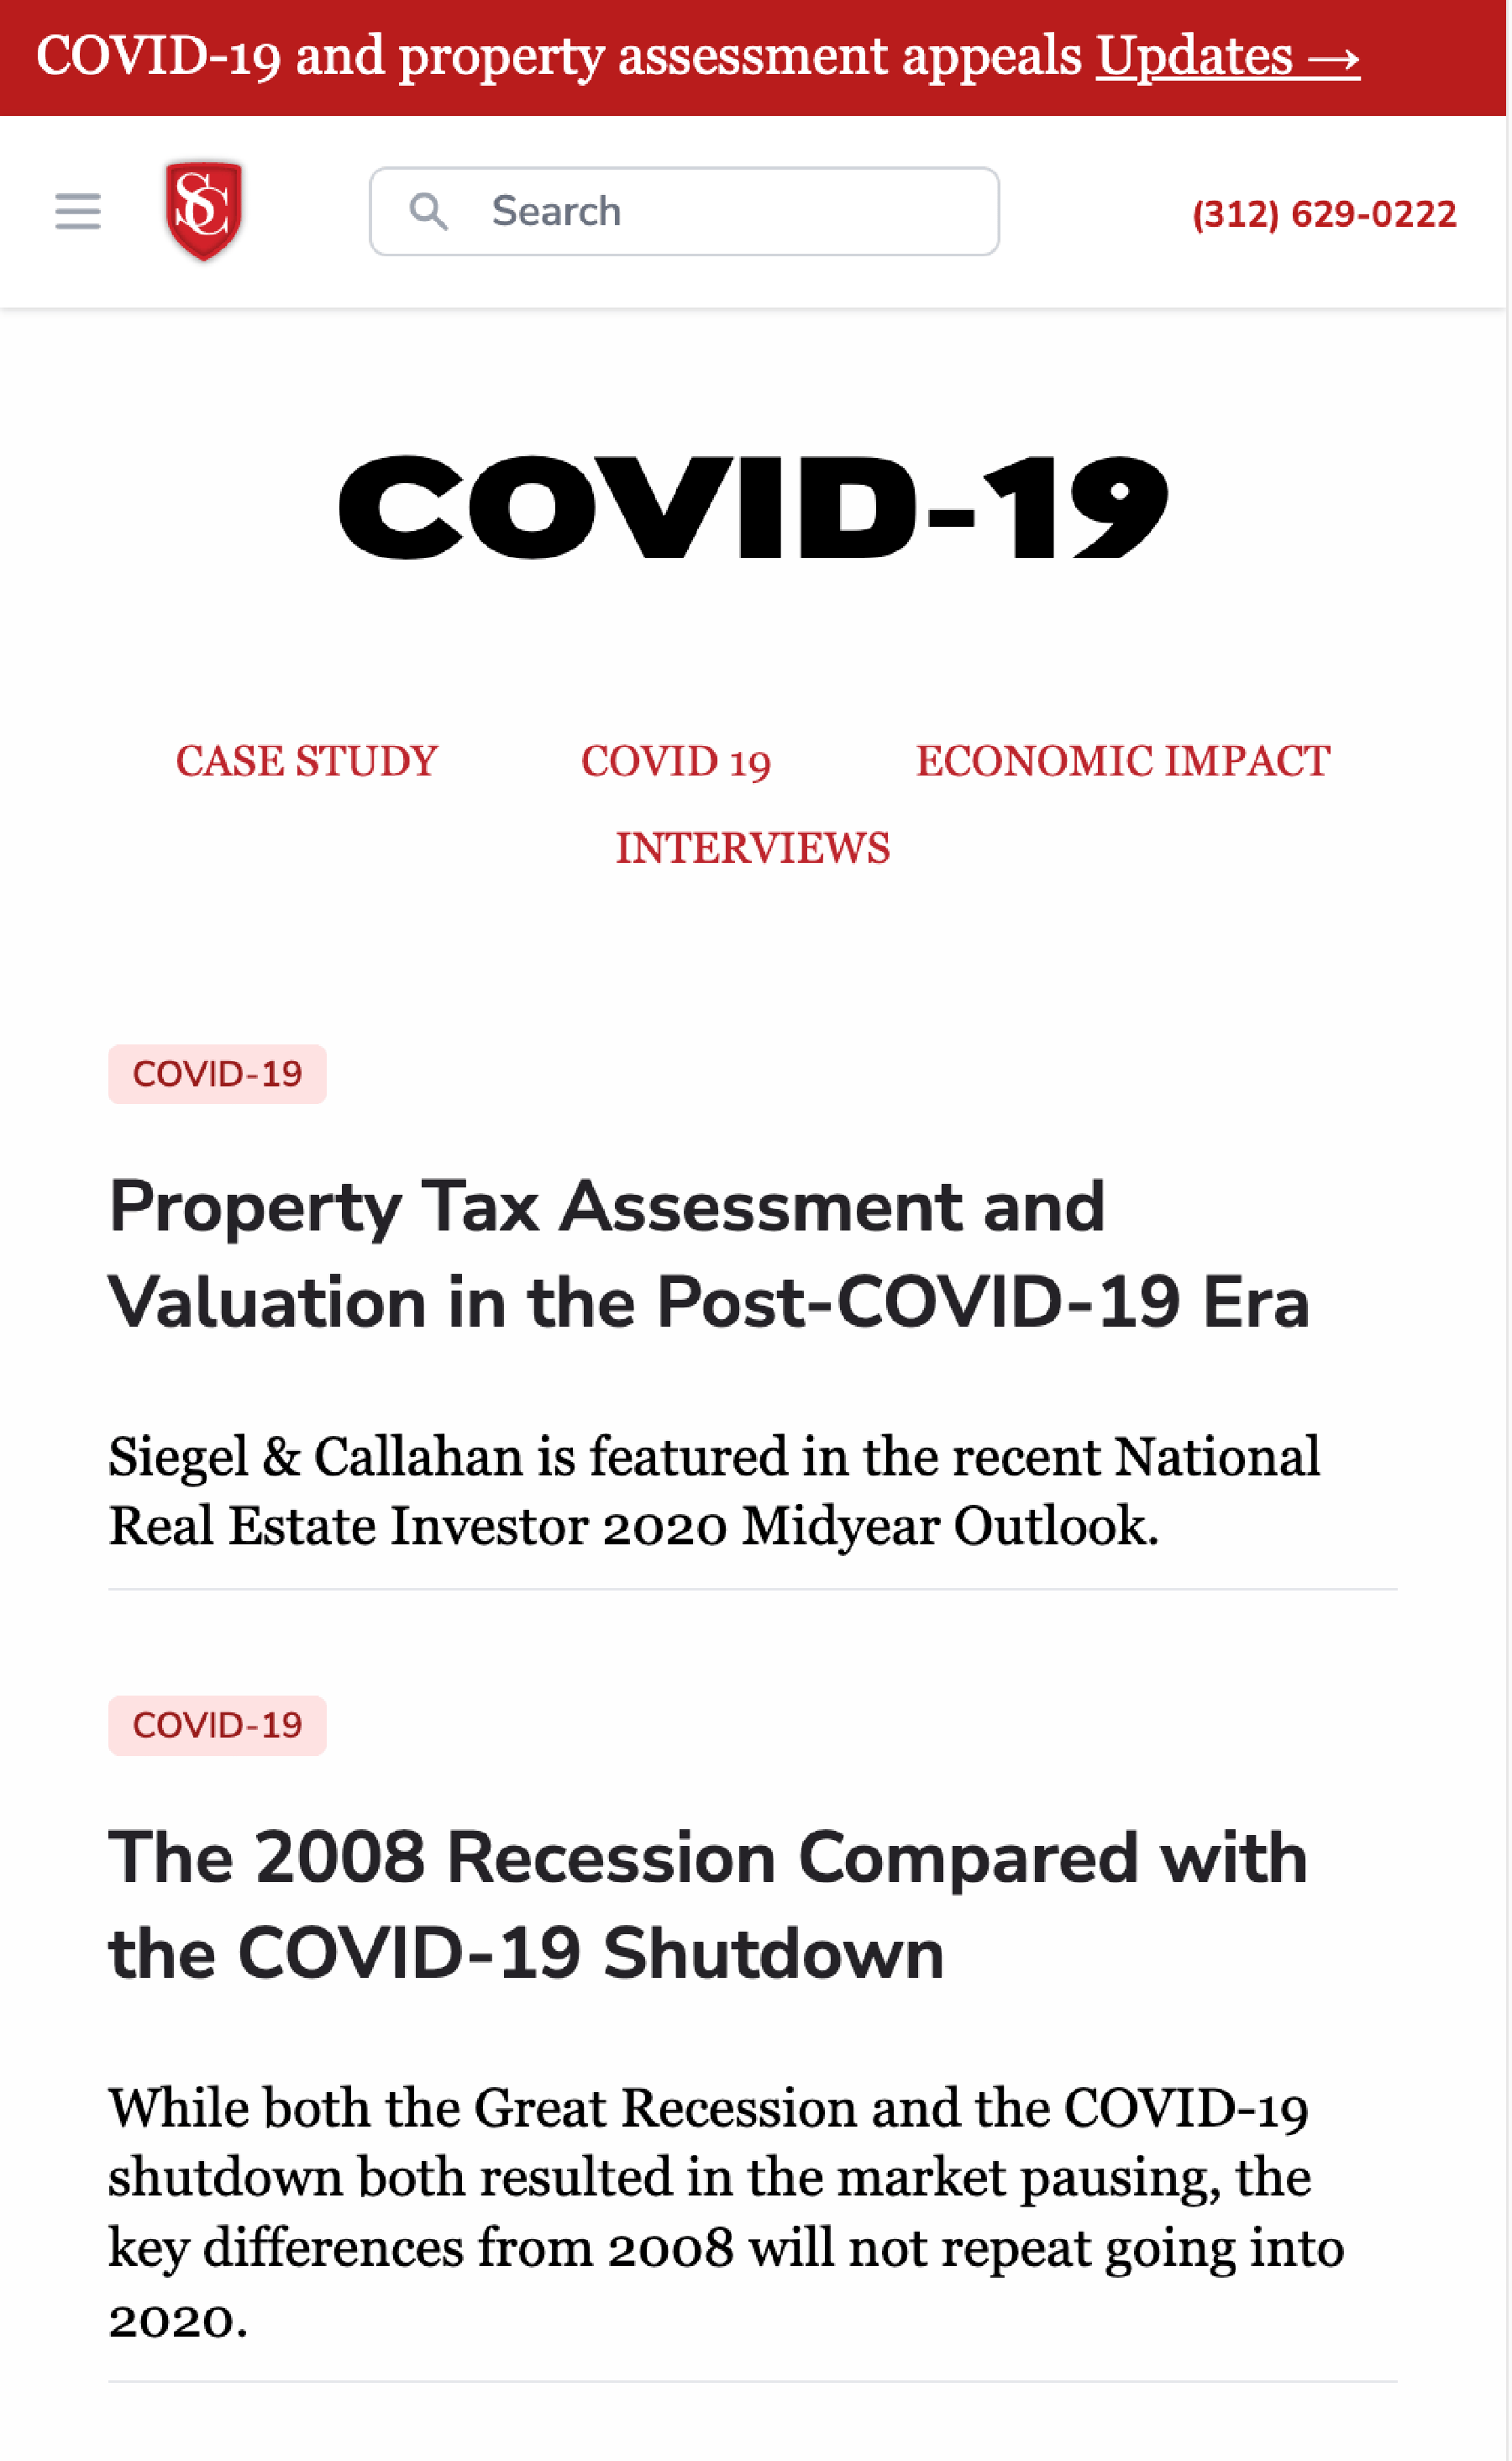 COVID-19 and property assessment appeals Updates →
SC
Search
(312) 629-0222
COVID-19
CASE STUDY
COVID 19
ECONOMIC IMPACT
INTERVIEWS
COVID-19
Property Tax Assessment and
Valuation in the Post-COVID-19 Era
Siegel & Callahan is featured in the recent National
Real Estate Investor 2020 Midyear Outlook.
COVID-19
The 2008 Recession Compared with
the COVID-19 Shutdown
While both the Great Recession and the COVID-19
shutdown both resulted in the market pausing, the
key differences from 2008 will not repeat going into
2020.